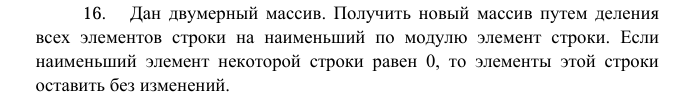 16. Дан двумерный массив. Получить новый массив путем деления
всех элементов строки на наименьший по модулю элемент строки. Если
наименьший элемент некоторой строки равен 0, то элементы этой строки
оставить без изменений.